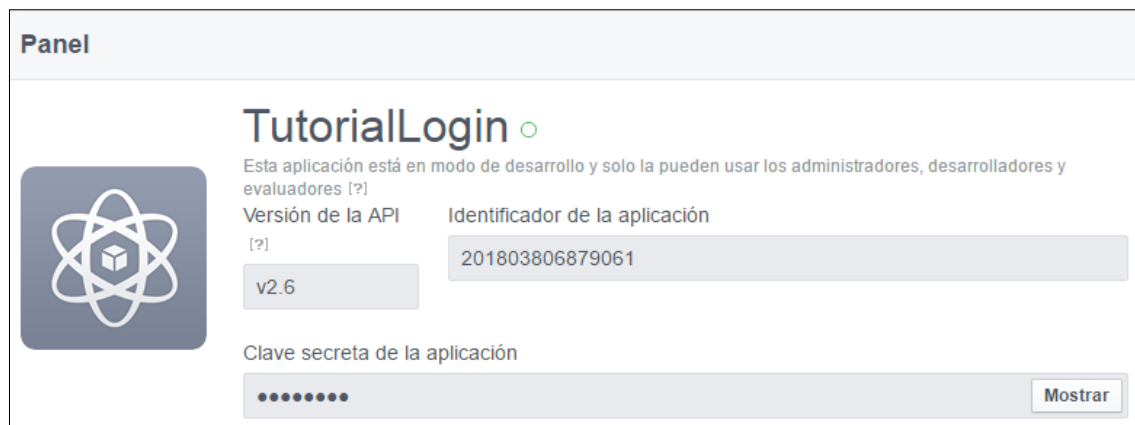 Panel
TutorialLogin
Esta aplicación está en modo de desarrollo y solo la pueden usar los administradores, desarrolladores y
evaluadores [?]
Versión de la API
[?]
v2.6
Identificador de la aplicación
201803806879061
Clave secreta de la aplicación
••••••••
Mostrar